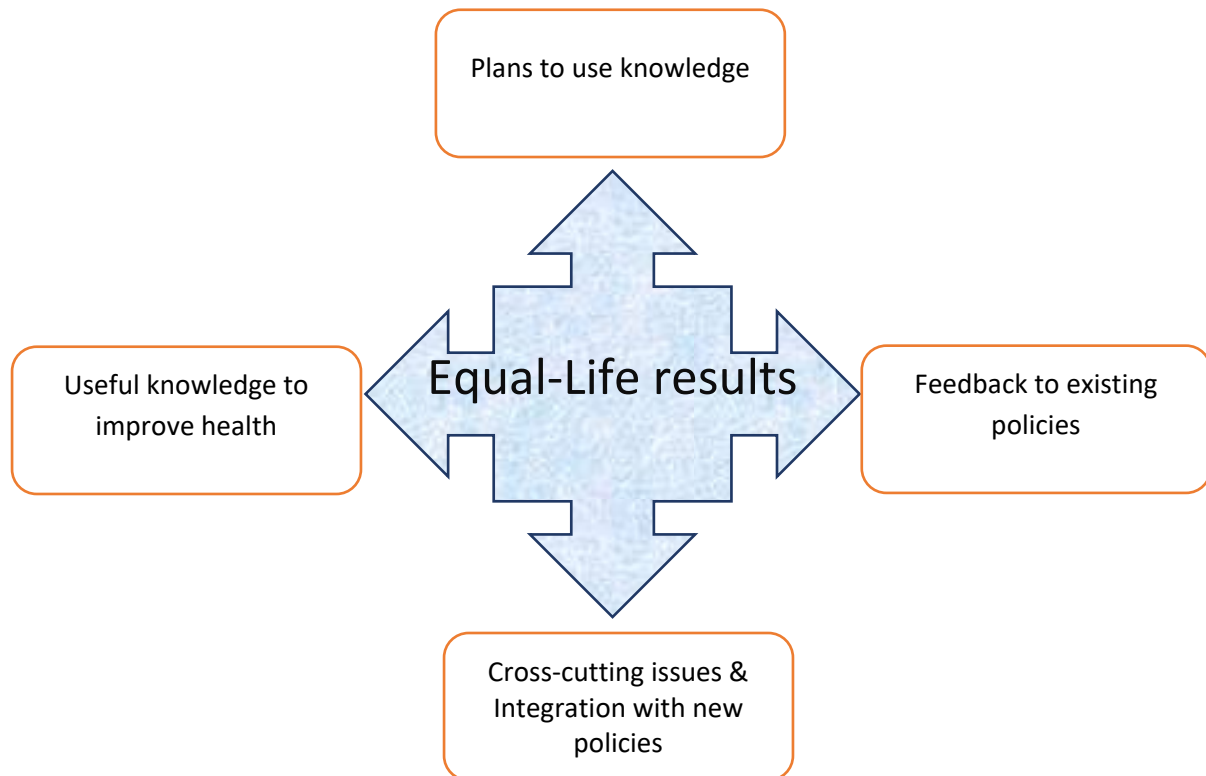 Plans to use knowledge
Equal-Life results
Useful knowledge to
improve health
Feedback to existing
policies
Cross-cutting issues &
Integration with new
policies